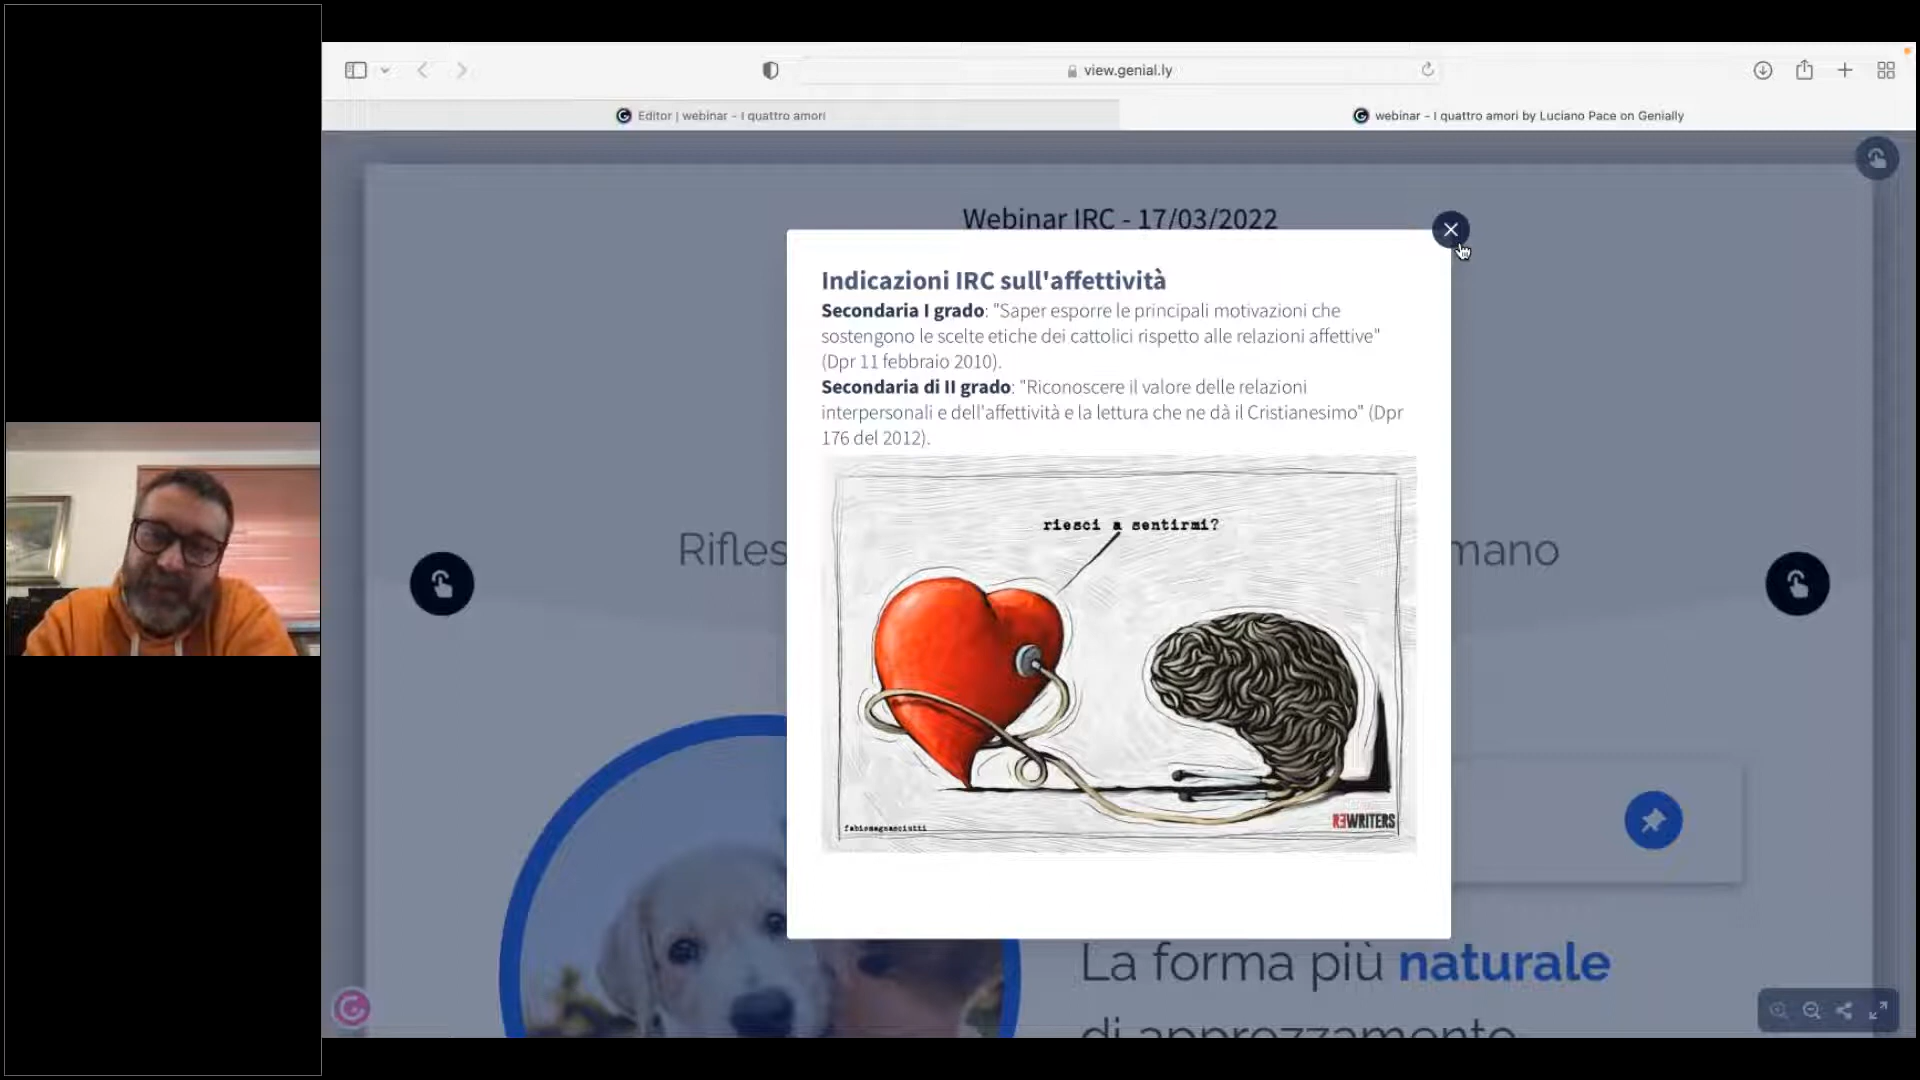 view.genial.ly
Editor | webinar - I quattro amori
webinar - I quattro amori by Luciano Pace on Genially
Webinar IRC - 17/03/2022
Indicazioni IRC sull'affettività
Secondaria I grado: "Saper esporre le principali motivazioni che
sostengono le scelte etiche dei cattolici rispetto alle relazioni affettive"
(Dpr 11 febbraio 2010).
Secondaria di II grado: "Riconoscere il valore delle relazioni
interpersonali e dell'affettività e la lettura che ne dà il Cristianesimo" (Dpr
176 del 2012).
riesci a sentirmi?
Rifles
mano
fabiomagnasciutti
REWRITERS
La forma più naturale
di apprezzamento